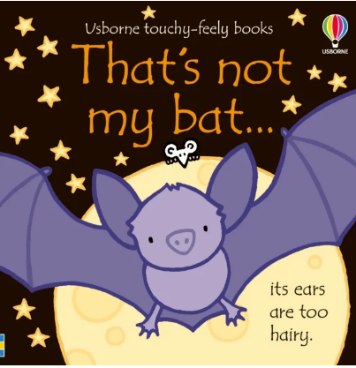 Usborne touchy-feely books
USBORNE
That's not
my bat...
its ears
are too
hairy.